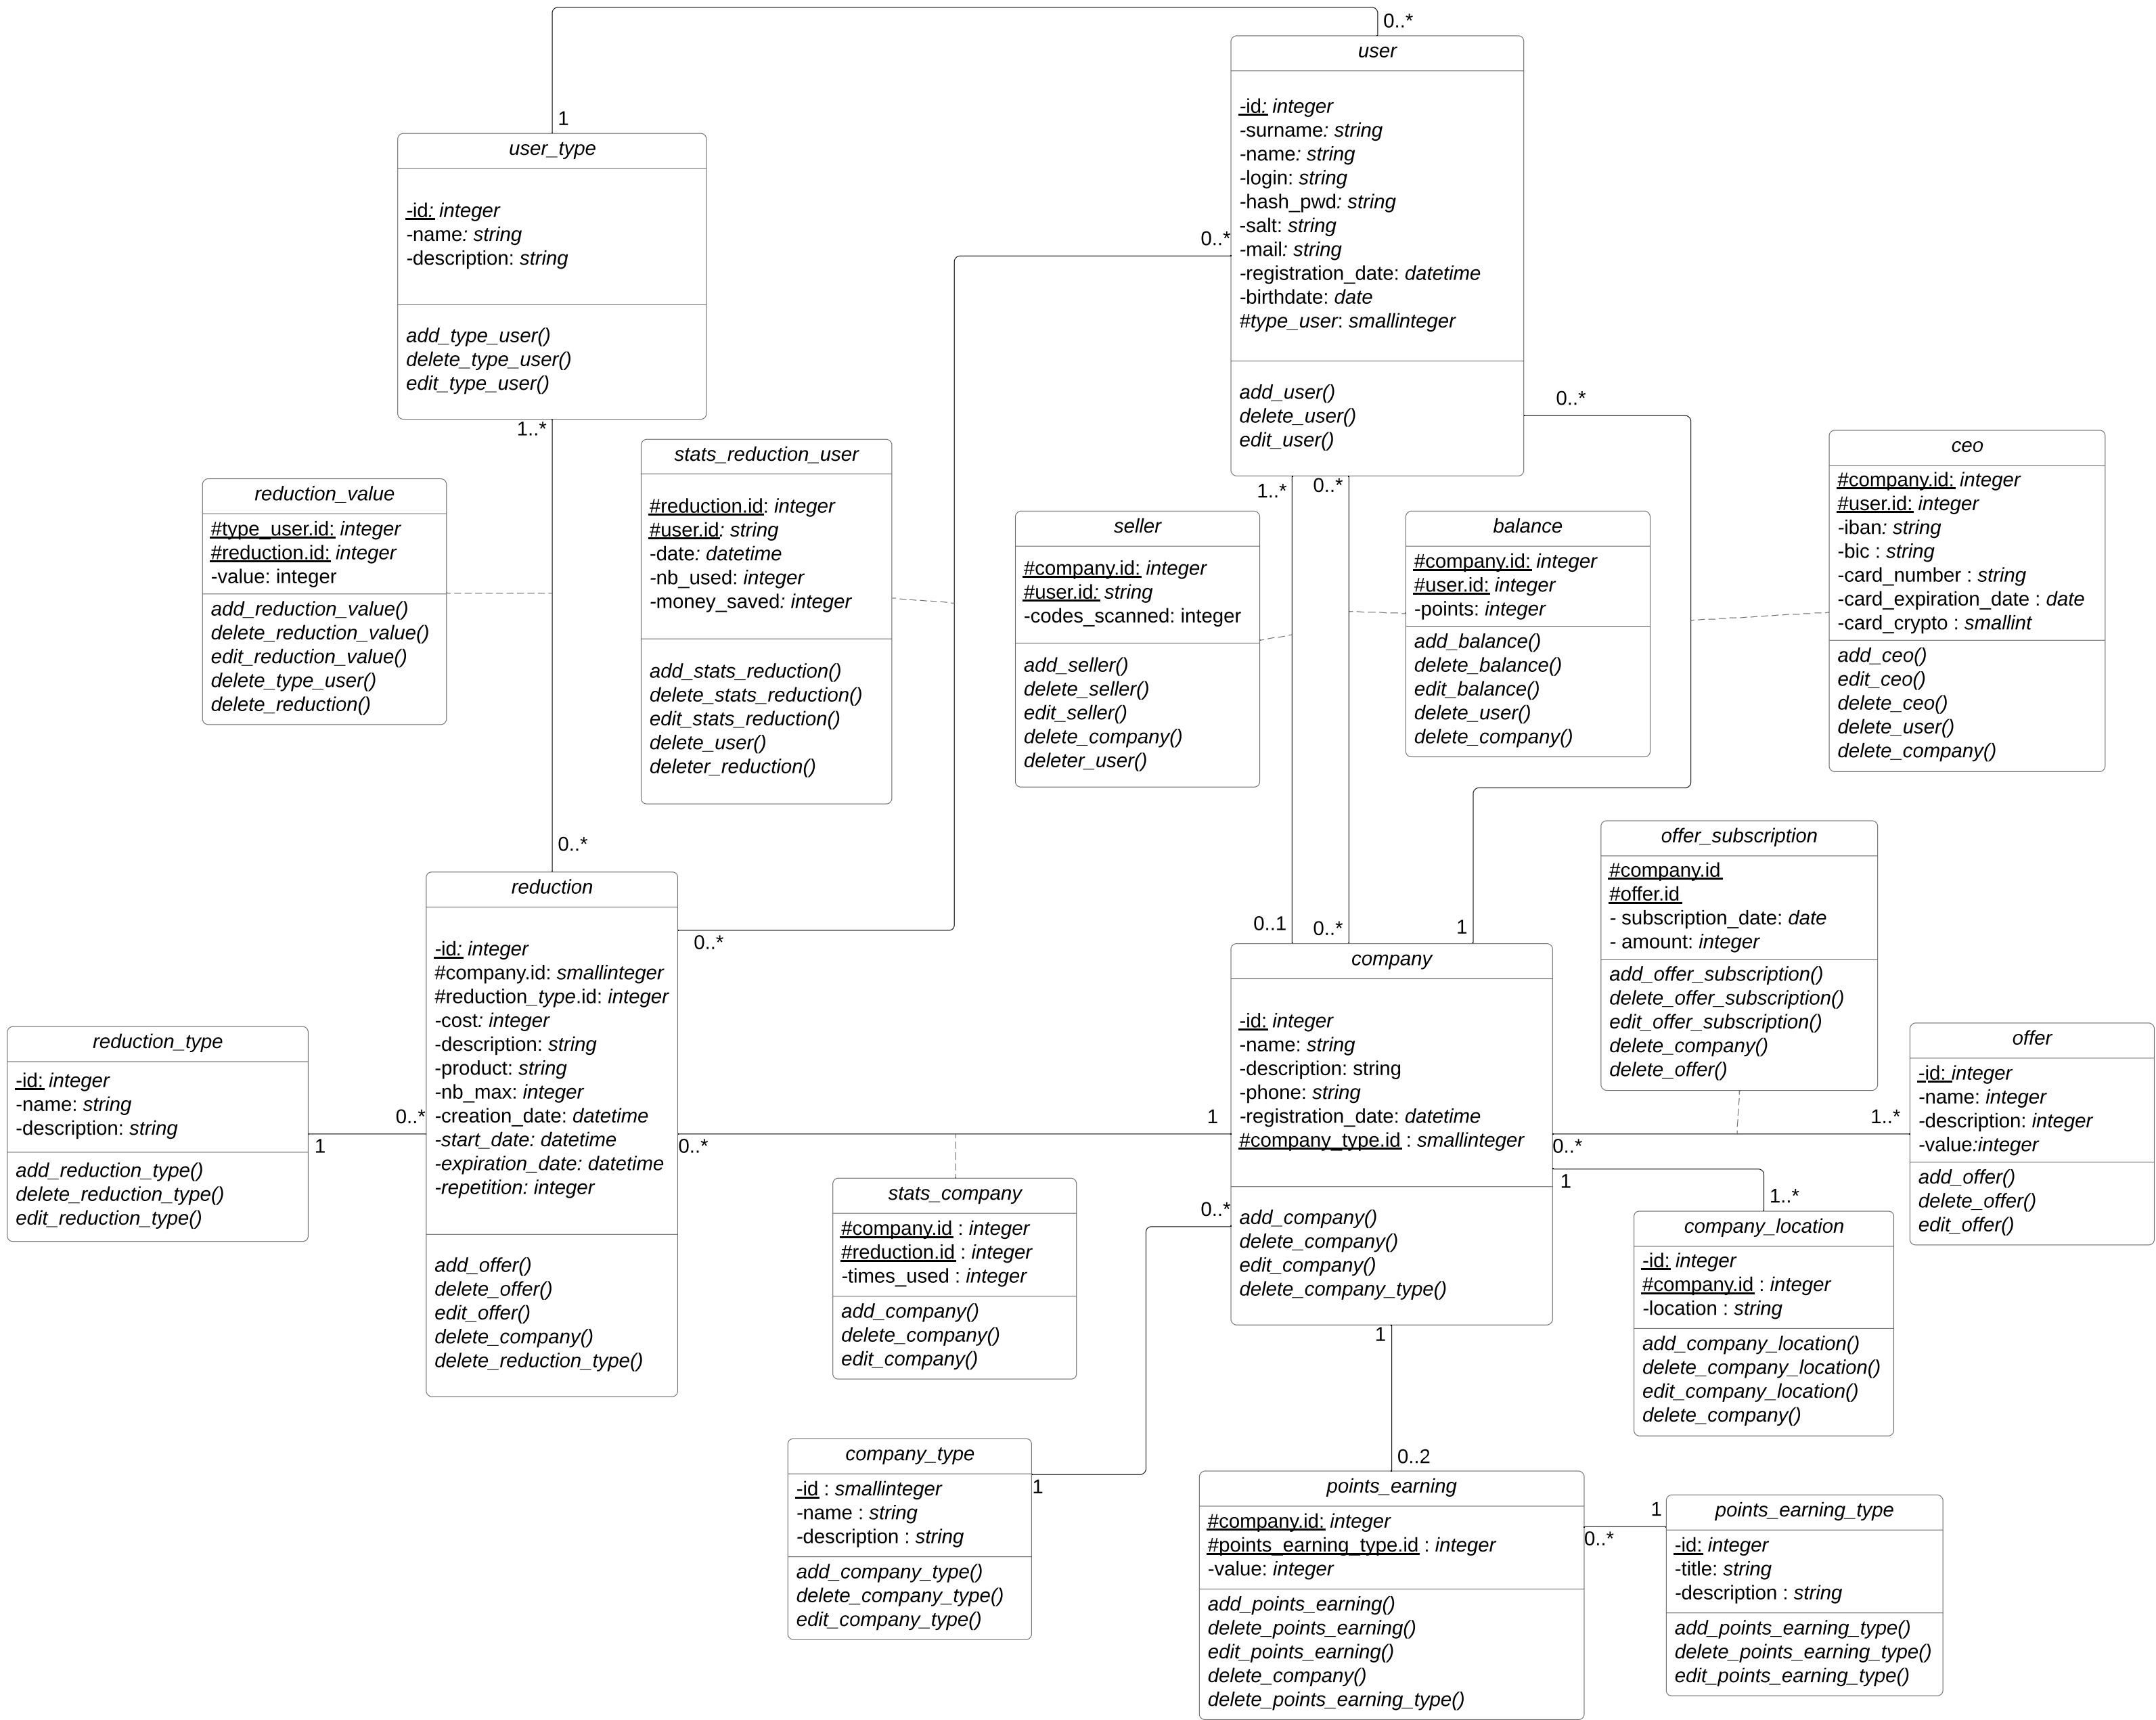 0..*
user
-id: integer
-surname: string
-name: string
-login: string
-hash_pwd: string
-salt: string
-mail: string
-registration_date: datetime
-birthdate: date
#type_user: smallinteger
add_user()
delete_user()
edit_user()
1
user_type
-id: integer
-name: string
-description: string
add_type_user()
delete_type_user()
edit_type_user()
0..*
0..*
1..*
1..*
0..*
reduction_value
#type_user.id: integer
#reduction.id: integer
-value: integer
add_reduction_value()
delete_reduction_value()
edit_reduction_value()
delete_type_user()
delete_reduction()
stats_reduction_user
#reduction.id: integer
#user.id: string
-date: datetime
-nb_used: integer
-money_saved: integer
add_stats_reduction()
delete_stats_reduction()
edit_stats_reduction()
delete_user()
deleter_reduction()
seller
#company.id: integer
#user.id: string
-codes_scanned: integer
add_seller()
delete_seller()
edit_seller()
delete_company()
deleter_user()
balance
#company.id: integer
#user.id: integer
-points: integer
add_balance()
delete_balance()
edit_balance()
delete_user()
delete_company()
ceo
#company.id: integer
#user.id: integer
-iban: string
-bic : string
-card_number : string
-card_expiration_date : date
-card_crypto : smallint
add_ceo()
edit_ceo()
delete_ceo()
delete_user()
delete_company()
0..*
0..*
0..1
0..*
1
reduction
-id: integer
#company.id: smallinteger
#reduction_type.id: integer
-cost: integer
-description: string
-product: string
-nb_max: integer
-creation_date: datetime
-start_date: datetime
-expiration_date: datetime
-repetition: integer
add_offer()
delete_offer()
edit_offer()
delete_company()
delete_reduction_type()
company
-id: integer
-name: string
-description: string
-phone: string
-registration_date: datetime
#company_type.id : smallinteger
add_company()
delete_company()
edit_company()
delete_company_type()
offer_subscription
#company.id
#offer.id
- subscription_date: date
- amount: integer
add_offer_subscription()
delete_offer_subscription()
edit_offer_subscription()
delete_company()
delete_offer()
offer
-id: integer
-name: integer
-description: integer
-value:integer
add_offer()
delete_offer()
edit_offer()
reduction_type
-id: integer
-name: string
-description: string
add_reduction_type()
delete_reduction_type()
edit_reduction_type()
0..*
1
0..*
1
0..*
1..*
1
1..*
0..*
stats_company
#company.id : integer
#reduction.id : integer
-times_used : integer
add_company()
delete_company()
edit_company()
company_location
-id: integer
#company.id : integer
-location : string
add_company_location()
delete_company_location()
edit_company_location()
delete_company()
1
0..2
company_type
-id : smallinteger
-name : string
-description : string
add_company_type()
delete_company_type()
edit_company_type()
1
points_earning
#company.id: integer
#points_earning_type.id : integer
-value: integer
add_points_earning()
delete_points_earning()
edit_points_earning()
delete_company()
delete_points_earning_type()
1
0..*
points_earning_type
-id: integer
-title: string
-description : string
add_points_earning_type()
delete_points_earning_type()
edit_points_earning_type()